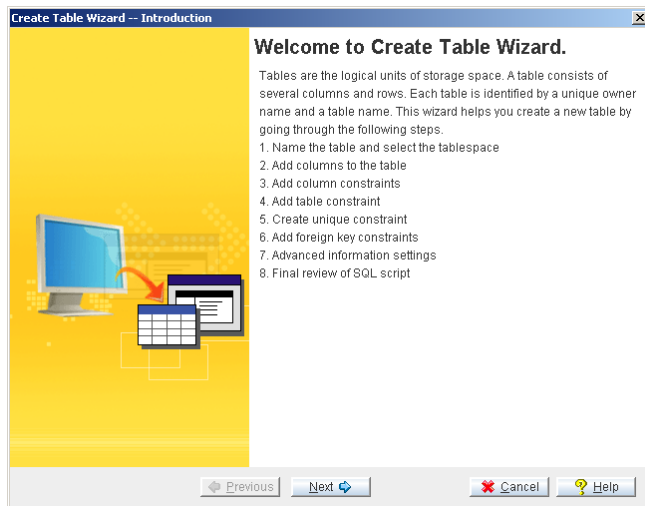 Create Table Wizard -- Introduction
Welcome to Create Table Wizard.
Tables are the logical units of storage space. A table consists of
several columns and rows. Each table is identified by a unique owner
name and a table name. This wizard helps you create a new table by
going through the following steps.
1. Name the table and select the tablespace
2. Add columns to the table
3. Add column constraints
4. Add table constraint
5. Create unique constraint
6. Add foreign key constraints
7. Advanced information settings
8. Final review of SQL script
Previous Next Cancel Help